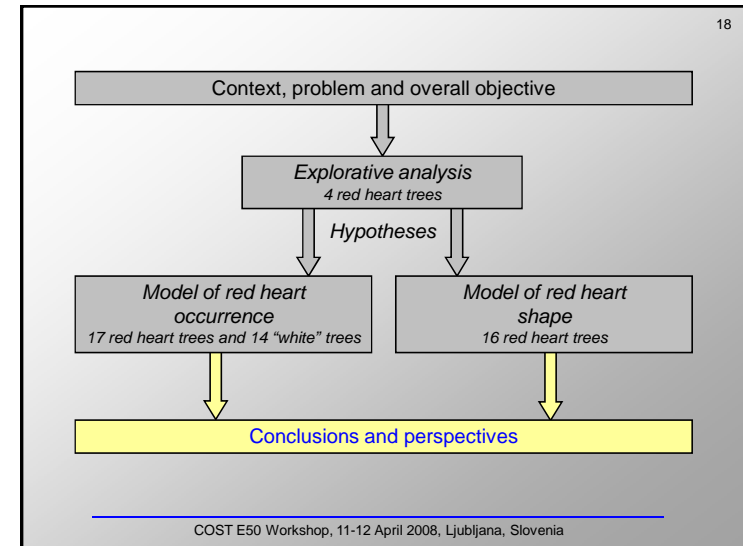 18
Context, problem and overall objective
Explorative analysis
4 red heart trees
Hypotheses
Model of red heart
occurrence
17 red heart trees and 14 “white” trees
Model of red heart
shape
16 red heart trees
Conclusions and perspectives
COST E50 Workshop, 11-12 April 2008, Ljubljana, Slovenia